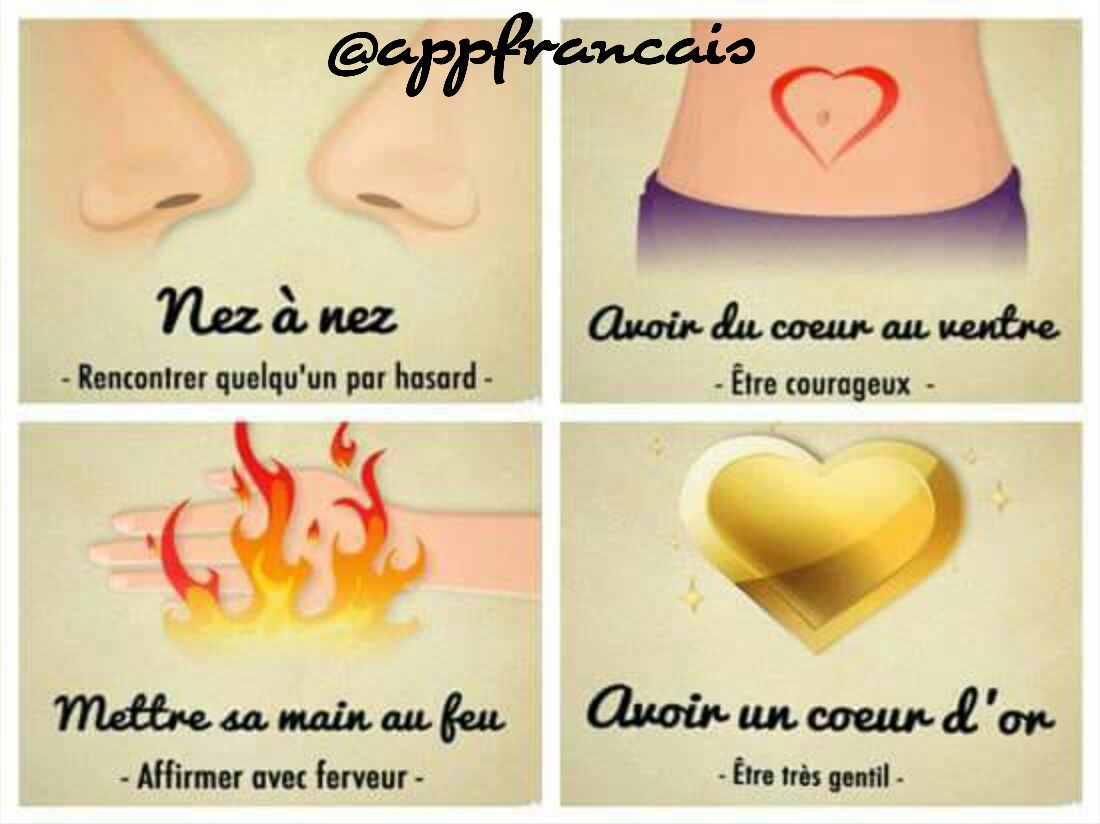 @appfrancais
Nez à nez
- Rencontrer quelqu'un par hasard -
Avoir du coeur au ventre
- Être courageux -
Mettre sa main au feu
- Affirmer avec ferveur -
Avoir un coeur d'or
- Être très gentil -